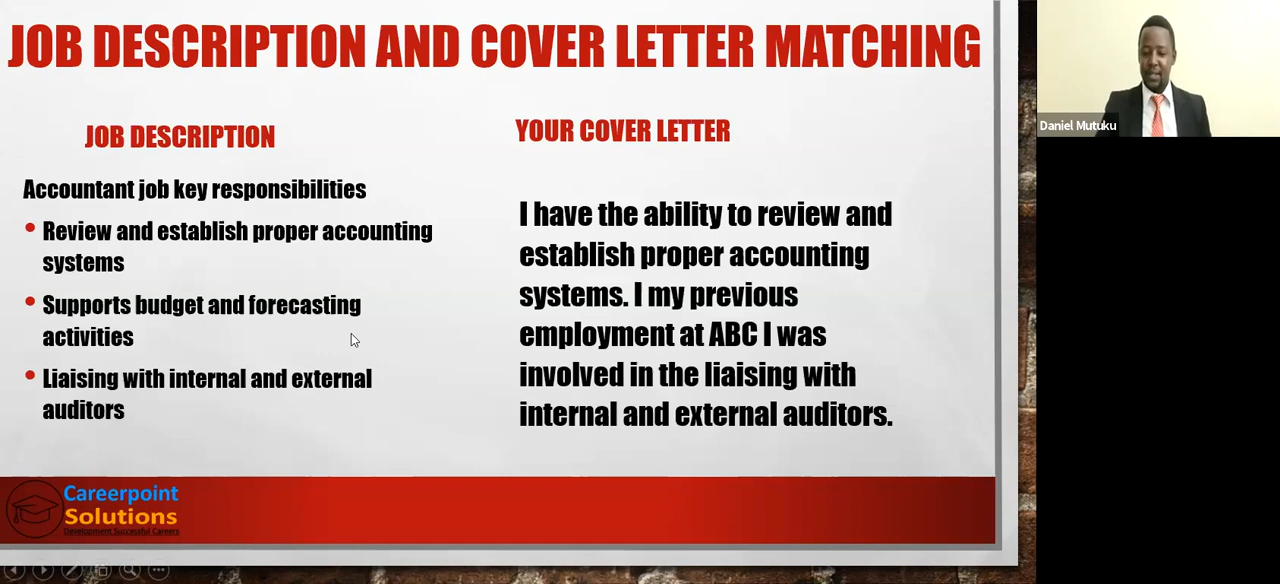 JOB DESCRIPTION AND COVER LETTER MATCHING
JOB DESCRIPTION
Accountant job key responsibilities
• Review and establish proper accounting
systems
• Supports budget and forecasting
activities
• Liaising with internal and external
auditors
YOUR COVER LETTER
I have the ability to review and
establish proper accounting
systems. I my previous
employment at ABC I was
involved in the liaising with
internal and external auditors.
Careerpoint
Solutions
Development Successful Careers
Daniel Mutuku